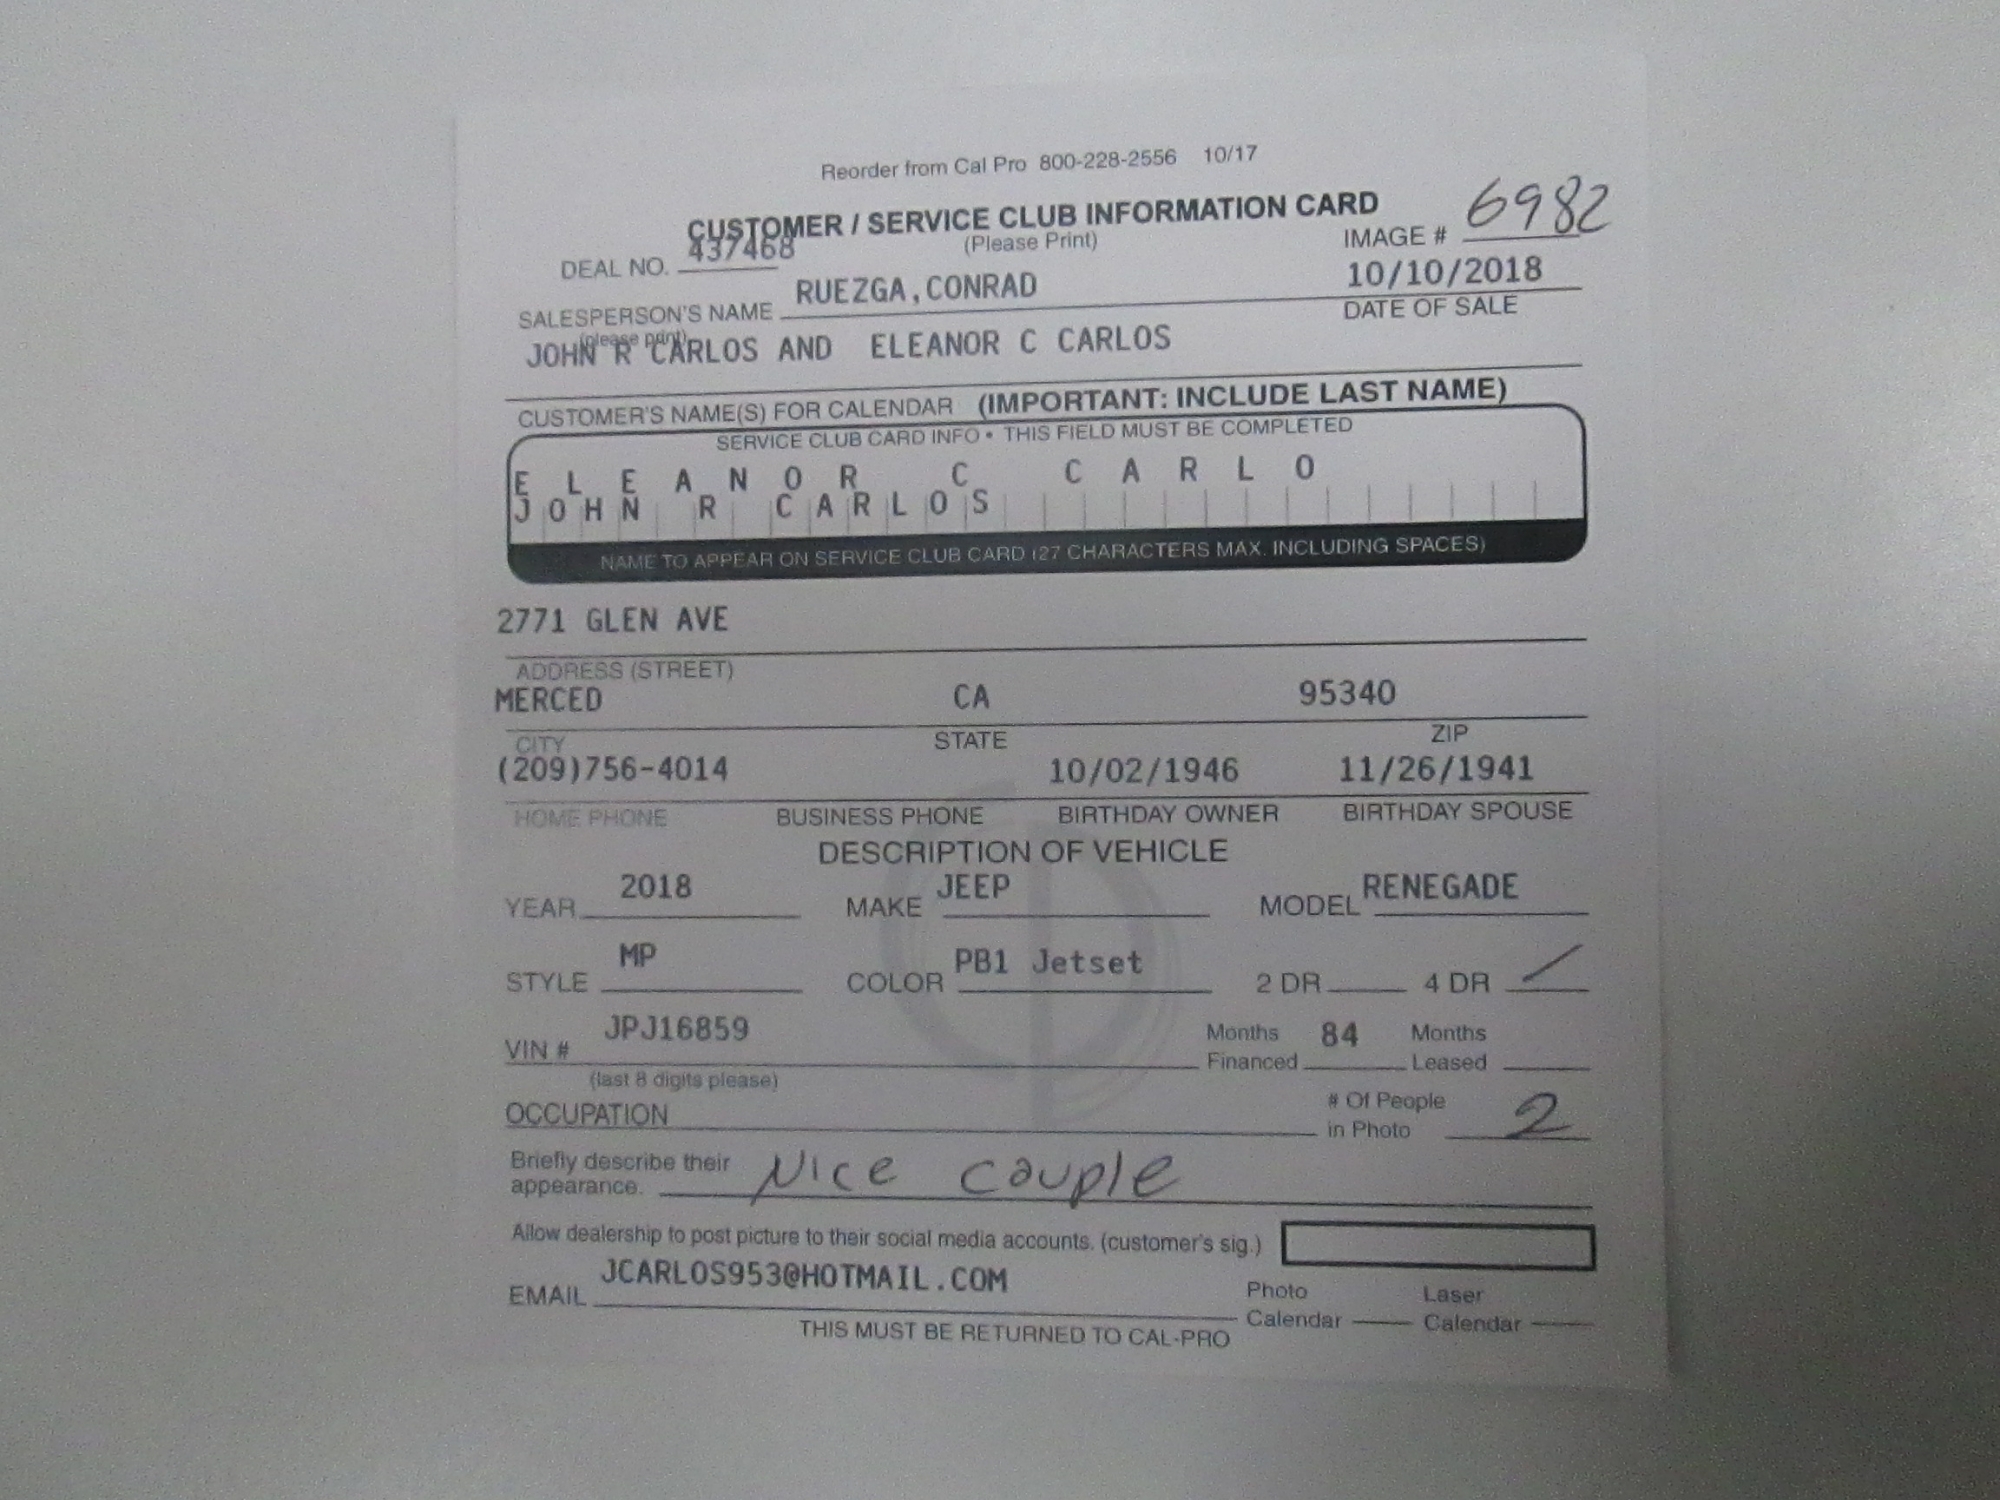 Reorder from Cal Pro 800-228-2556 10/17
CUSTOMER / SERVICE CLUB INFORMATION CARD
(Please Print)
IMAGE # 6982
DEAL NO. 437468
SALESPERSON'S NAME RUEZGA,CONRAD
10/10/2018
(please print)
DATE OF SALE
JOHN R CARLOS AND ELEANOR C CARLOS
CUSTOMER'S NAME(S) FOR CALENDAR (IMPORTANT: INCLUDE LAST NAME)
SERVICE CLUB CARD INFO • THIS FIELD MUST BE COMPLETED
ELEANOR C CARLO
JOHN R CARLOS
NAME TO APPEAR ON SERVICE CLUB CARD (27 CHARACTERS MAX. INCLUDING SPACES)
2771 GLEN AVE
ADDRESS (STREET)
MERCED CA 95340
CITY STATE ZIP
(209)756-4014 10/02/1946 11/26/1941
HOME PHONE BUSINESS PHONE BIRTHDAY OWNER BIRTHDAY SPOUSE
DESCRIPTION OF VEHICLE
YEAR 2018 MAKE JEEP MODEL RENEGADE
STYLE MP COLOR PB1 Jetset 2 DR 4 DR /
VIN # JPJ16859 Months Financed 84 Months Leased
(last 8 digits please)
OCCUPATION # Of People in Photo 2
Briefly describe their
appearance. Nice couple
Allow dealership to post picture to their social media accounts. (customer's sig.)
EMAIL JCARLOS953@HOTMAIL.COM Photo Calendar Laser Calendar
THIS MUST BE RETURNED TO CAL-PRO